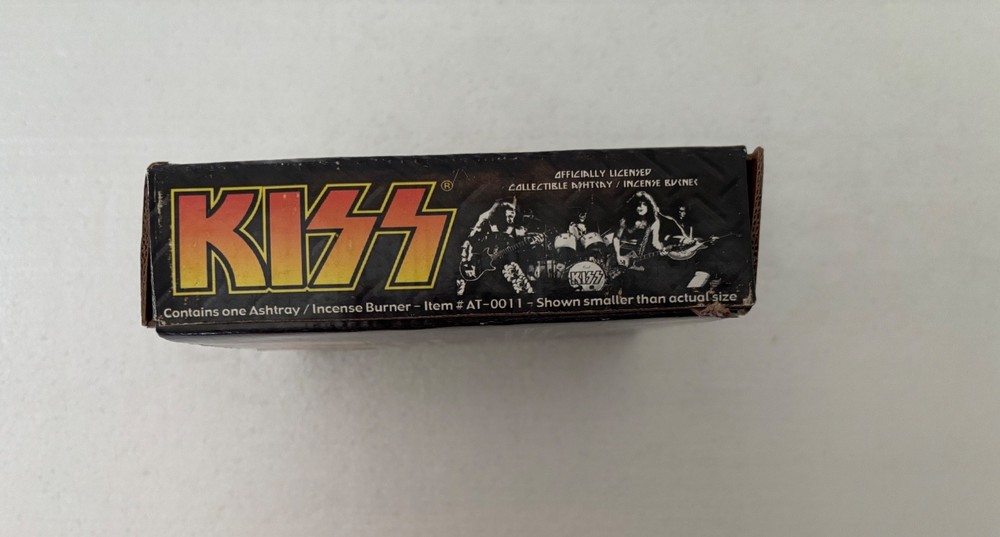 KISS®
OFFICIALLY LICENSED
COLLECTIBLE ASHTRAY / INCENSE BURNER
KISS
Contains one Ashtray / Incense Burner - Item # AT-0011 - Shown smaller than actual size